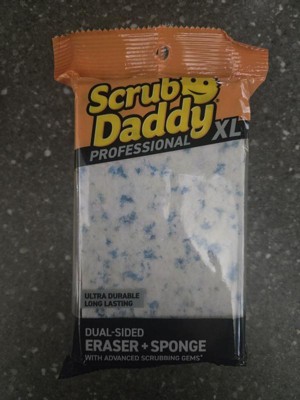 Scrub
Daddy
PROFESSIONAL XL
ULTRA DURABLE
LONG LASTING
DUAL-SIDED
ERASER + SPONGE
WITH ADVANCED SCRUBBING GEMS*